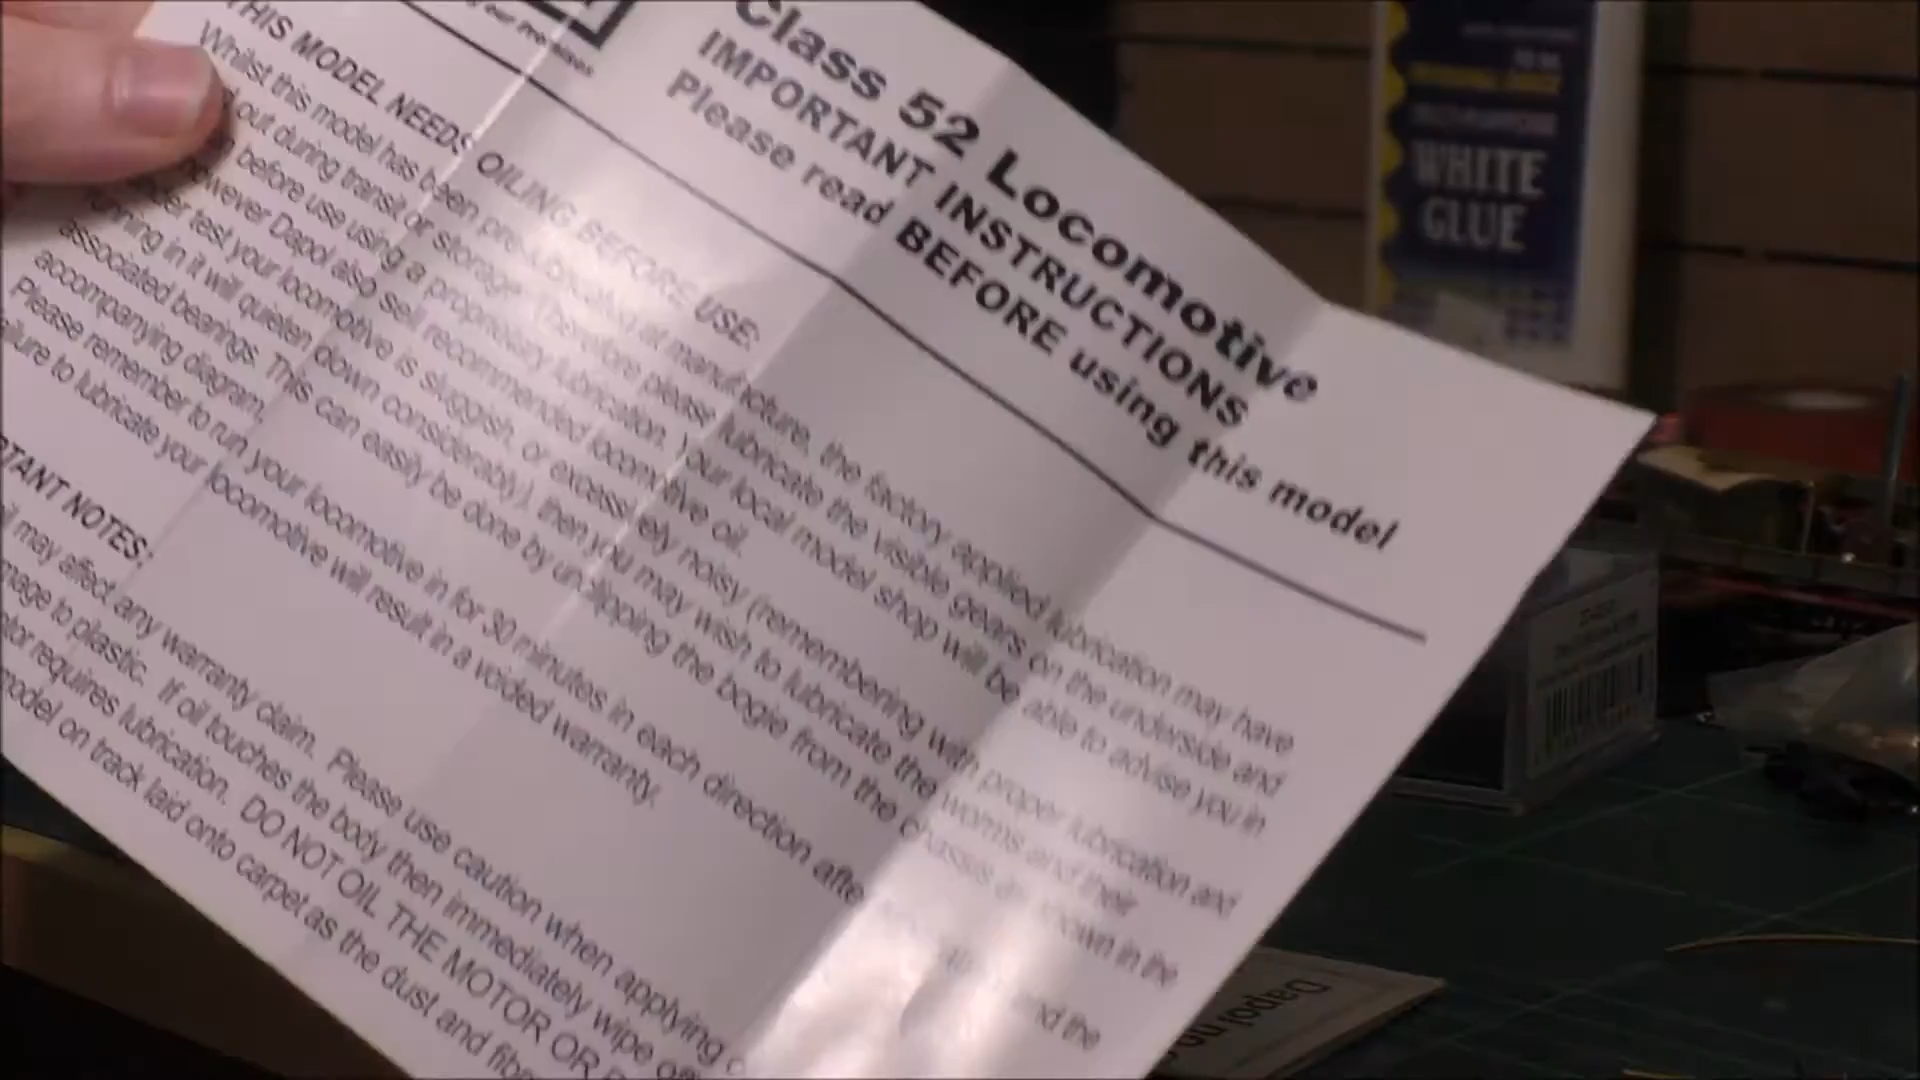 Class 52 Locomotive
IMPORTANT INSTRUCTIONS
Please read BEFORE using this model
THIS MODEL NEEDS OILING BEFORE USE:
Whilst this model has been pre-lubricated at manufacture, the factory applied lubrication may have
out during transit or storage. Therefore please lubricate the visible gears on the underside and
before use using a proprietary lubrication. Your local model shop will be able to advise you in
however Dapol also sell recommended locomotive oil.
test your locomotive is sluggish, or excessively noisy (remembering with proper lubrication and
running in it will quieten down considerably), then you may wish to lubricate the worms and their
associated bearings. This can easily be done by unclipping the bogie from the chassis as shown in the
accompanying diagram.
Please remember to run your locomotive in for 30 minutes in each direction after and the
failure to lubricate your locomotive will result in a voided warranty.
RTANT NOTES:
may affect any warranty claim. Please use caution when applying
mage to plastic. If oil touches the body then immediately wipe off
tor requires lubrication. DO NOT OIL THE MOTOR OR
model on track laid onto carpet as the dust and
WHITE
GLUE
Dapol